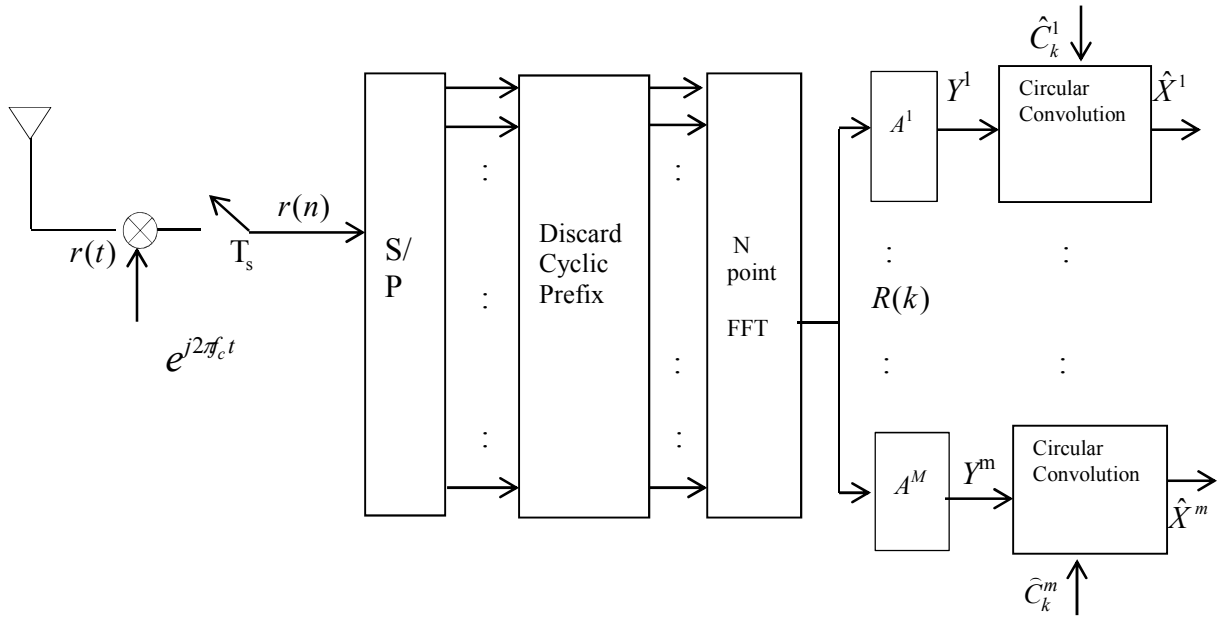 Ĉ_k^1
A^1
Y^1
Circular
Convolution
X̂^1
r(t)
e^{j2πf_c t}
T_s
r(n)
S/
P
Discard
Cyclic
Prefix
N
point
FFT
R(k)
A^M
Y^m
Circular
Convolution
X̂^m
Ĉ_k^m